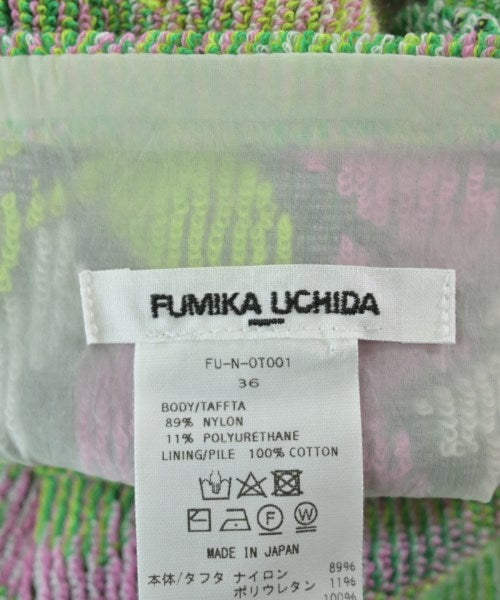 FUMIKA UCHIDA
FU-N-OT001
36
BODY/TAFFTA
89% NYLON
11% POLYURETHANE
LINING/PILE 100% COTTON
F W
MADE IN JAPAN
本体/タフタ ナイロン 89%
ポリウレタン 11%
100%